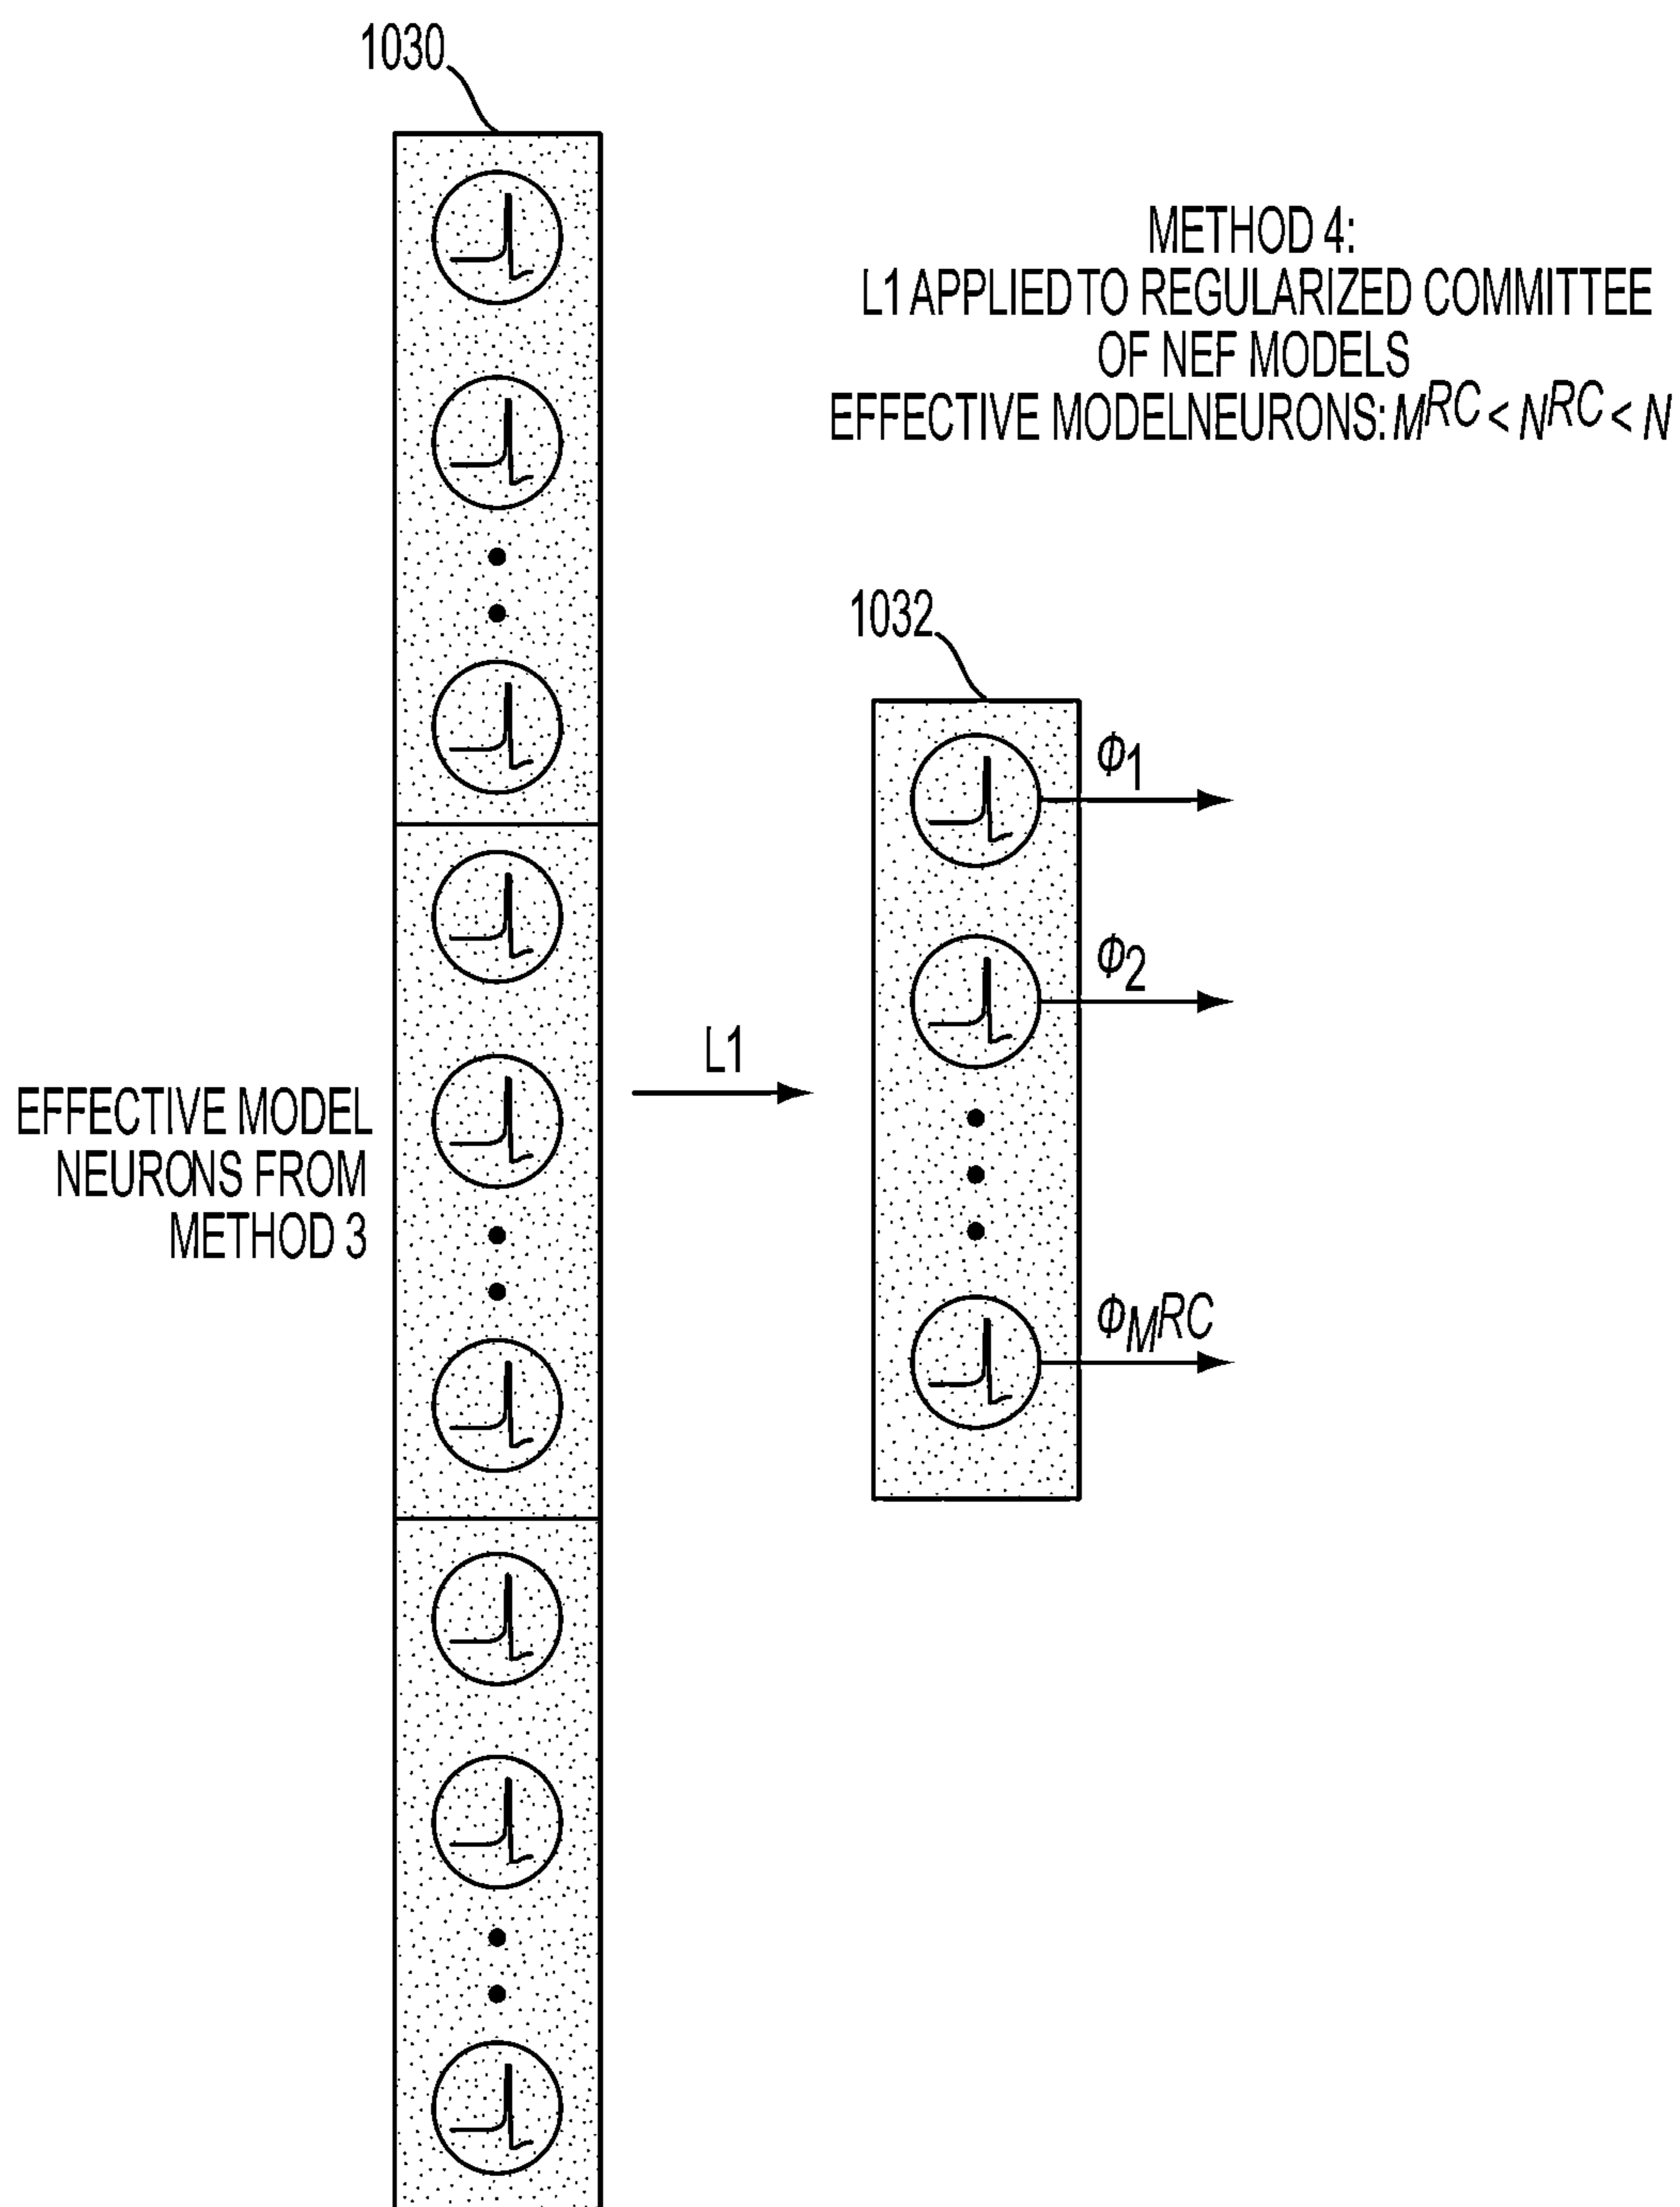 1030
METHOD 4:
L1 APPLIED TO REGULARIZED COMMITTEE
OF NEF MODELS
EFFECTIVE MODELNEURONS: M^RC < N^RC < N
1032
ϕ1
ϕ2
L1
EFFECTIVE MODEL
NEURONS FROM
METHOD 3
ϕM^RC